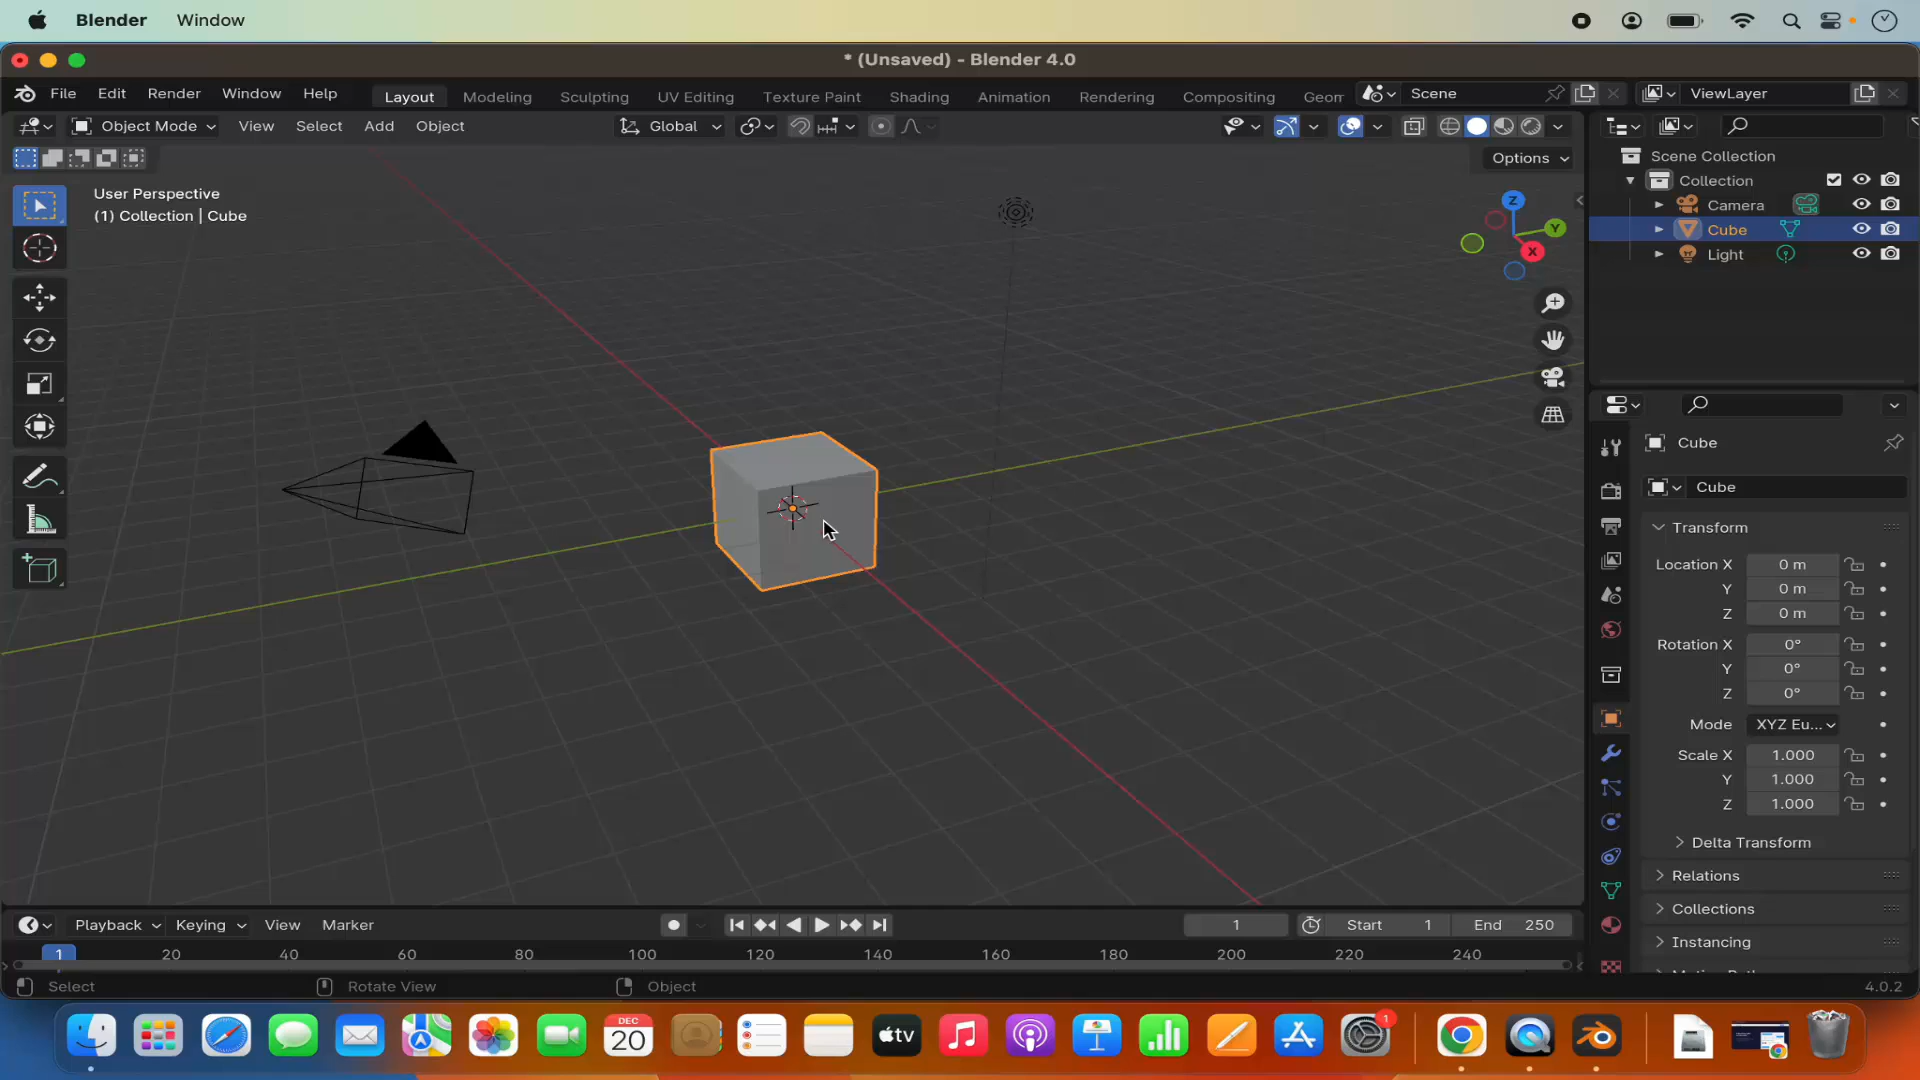 Blender Window
* (Unsaved) - Blender 4.0
File Edit Render Window Help Layout Modeling Sculpting UV Editing Texture Paint Shading Animation Rendering Compositing Geom Scene ViewLayer
Object Mode View Select Add Object Global
Options
User Perspective
(1) Collection | Cube
Z
Y
X
Scene Collection
Collection
Camera
Cube
Light
Cube
Cube
Transform
Location X 0 m
Y 0 m
Z 0 m
Rotation X 0°
Y 0°
Z 0°
Mode XYZ Eu...
Scale X 1.000
Y 1.000
Z 1.000
Delta Transform
Relations
Collections
Instancing
Playback Keying View Marker 1 Start 1 End 250
1 20 40 60 80 100 120 140 160 180 200 220 240
Select Rotate View Object 4.0.2
DEC
20
tv
1